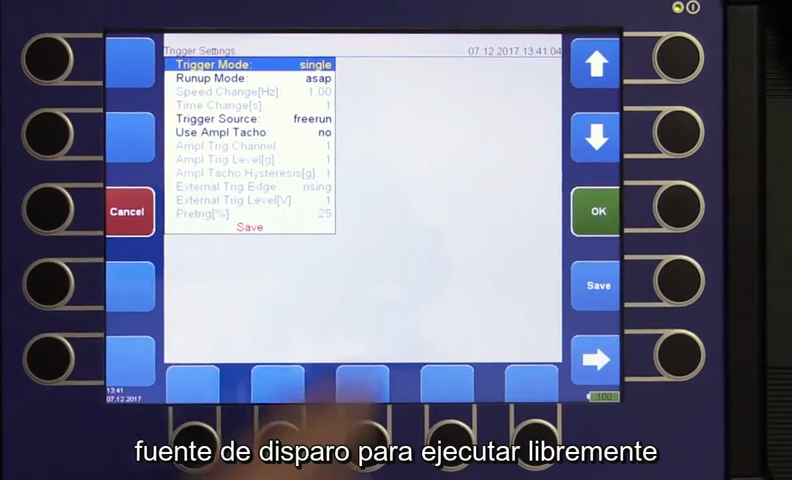 Trigger Settings 07.12.2017 13:41:04
Trigger Mode: single
Runup Mode: asap
Speed Change[Hz]: 1.00
Time Change[s] 1
Trigger Source: freerun
Use Ampl Tacho: no
Ampl Trig Channel 1
Ampl Trig Level[g] 1
Ampl Tacho Hysteresis[g] 1
External Trig Edge rising
External Trig Level[V] 1
Pretrig[%] 25
Save
Cancel
OK
Save
13:41
07.12.2017
100
fuente de disparo para ejecutar libremente